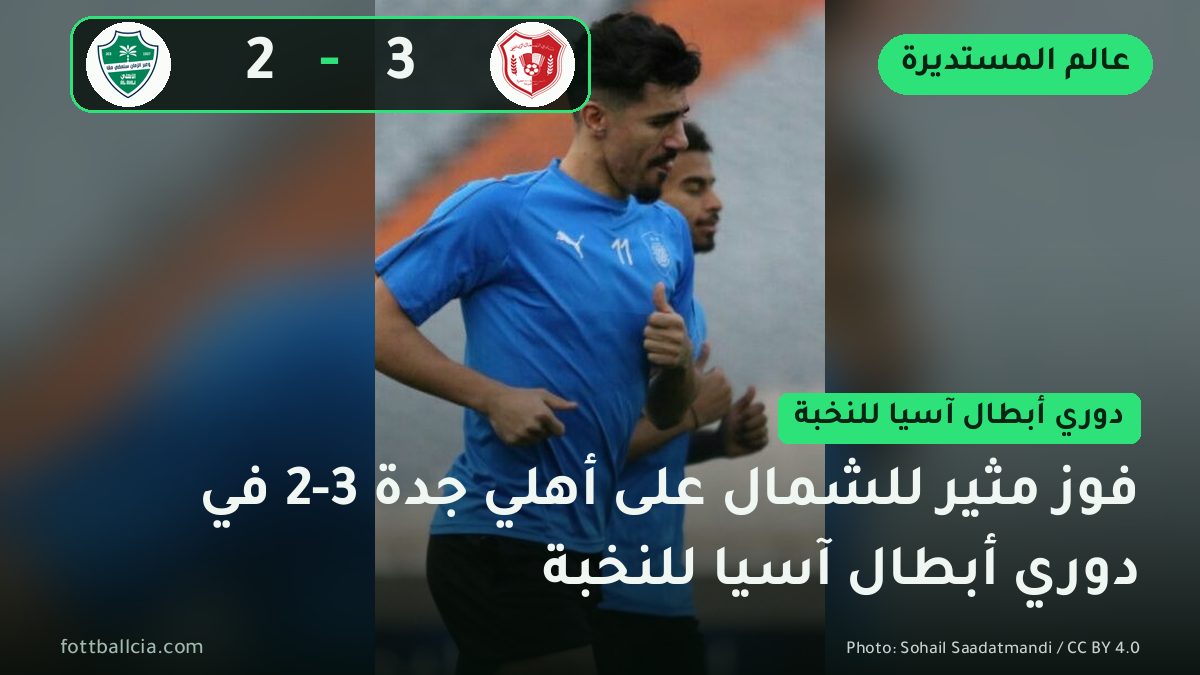 عالم المستديرة
3 - 2
11
دوري أبطال آسيا للنخبة
فوز مثير للشمال على أهلي جدة 3-2 في
دوري أبطال آسيا للنخبة
fottballcia.com
Photo: Sohail Saadatmandi / CC BY 4.0